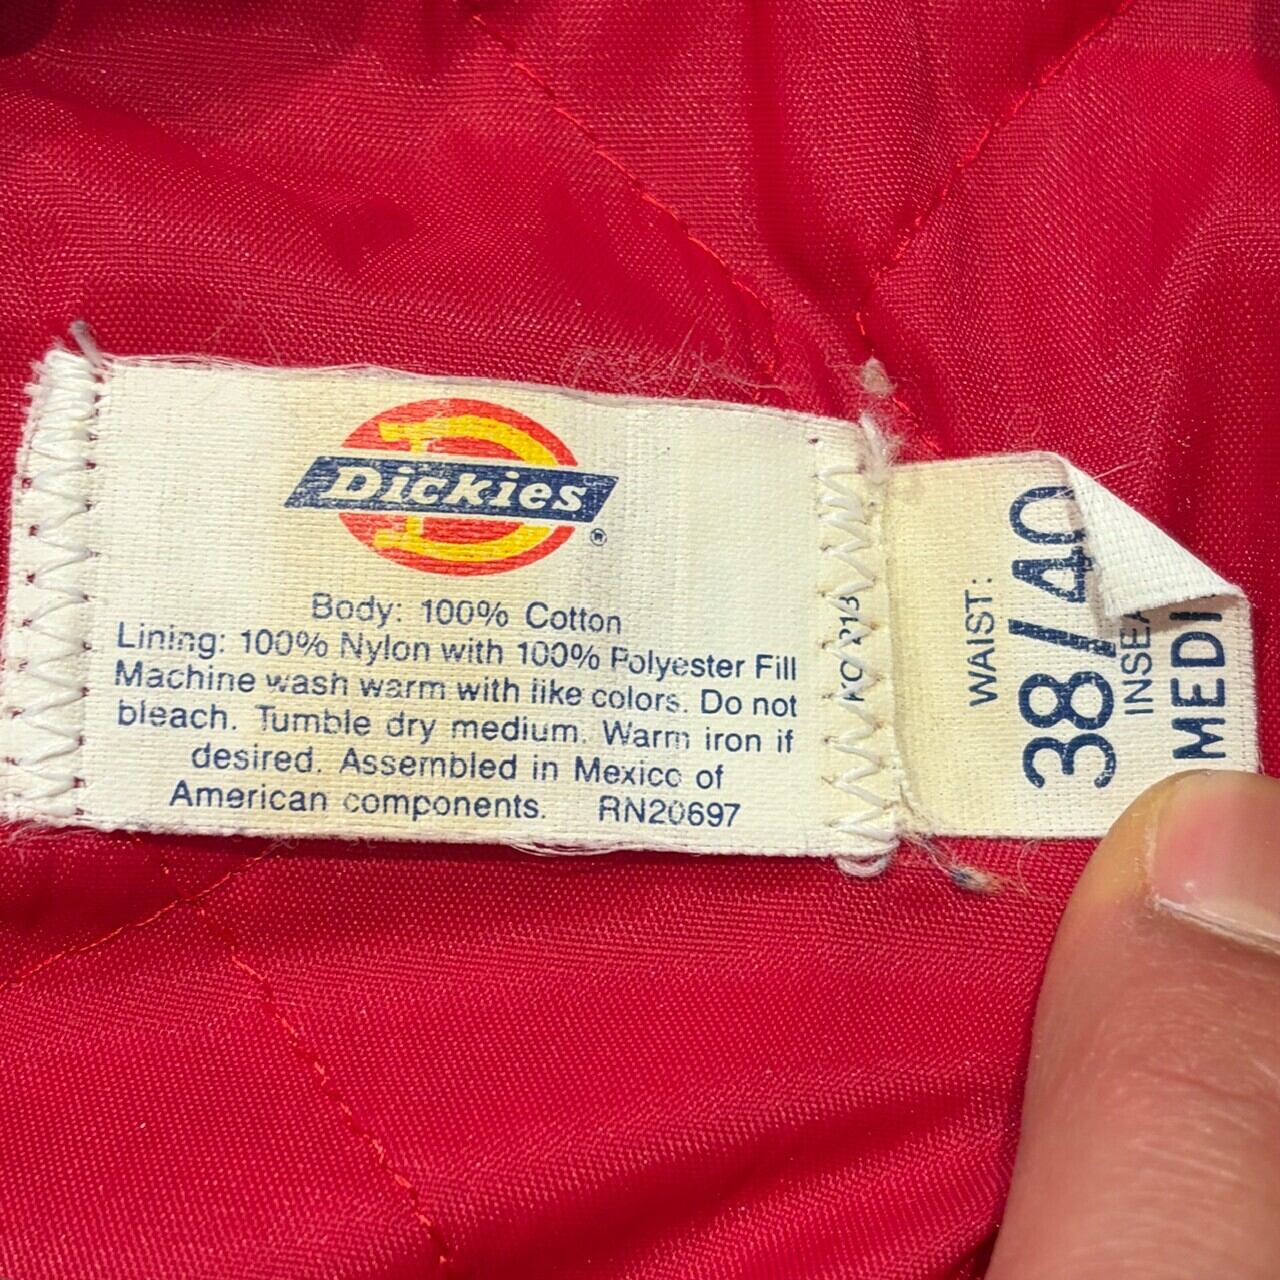 Dickies
®
Body: 100% Cotton
Lining: 100% Nylon with 100% Polyester Fill
Machine wash warm with like colors. Do not
bleach. Tumble dry medium. Warm iron if
desired. Assembled in Mexico of
American components. RN20697
KO 213
WAIST:
38/40
INSEA
MEDI